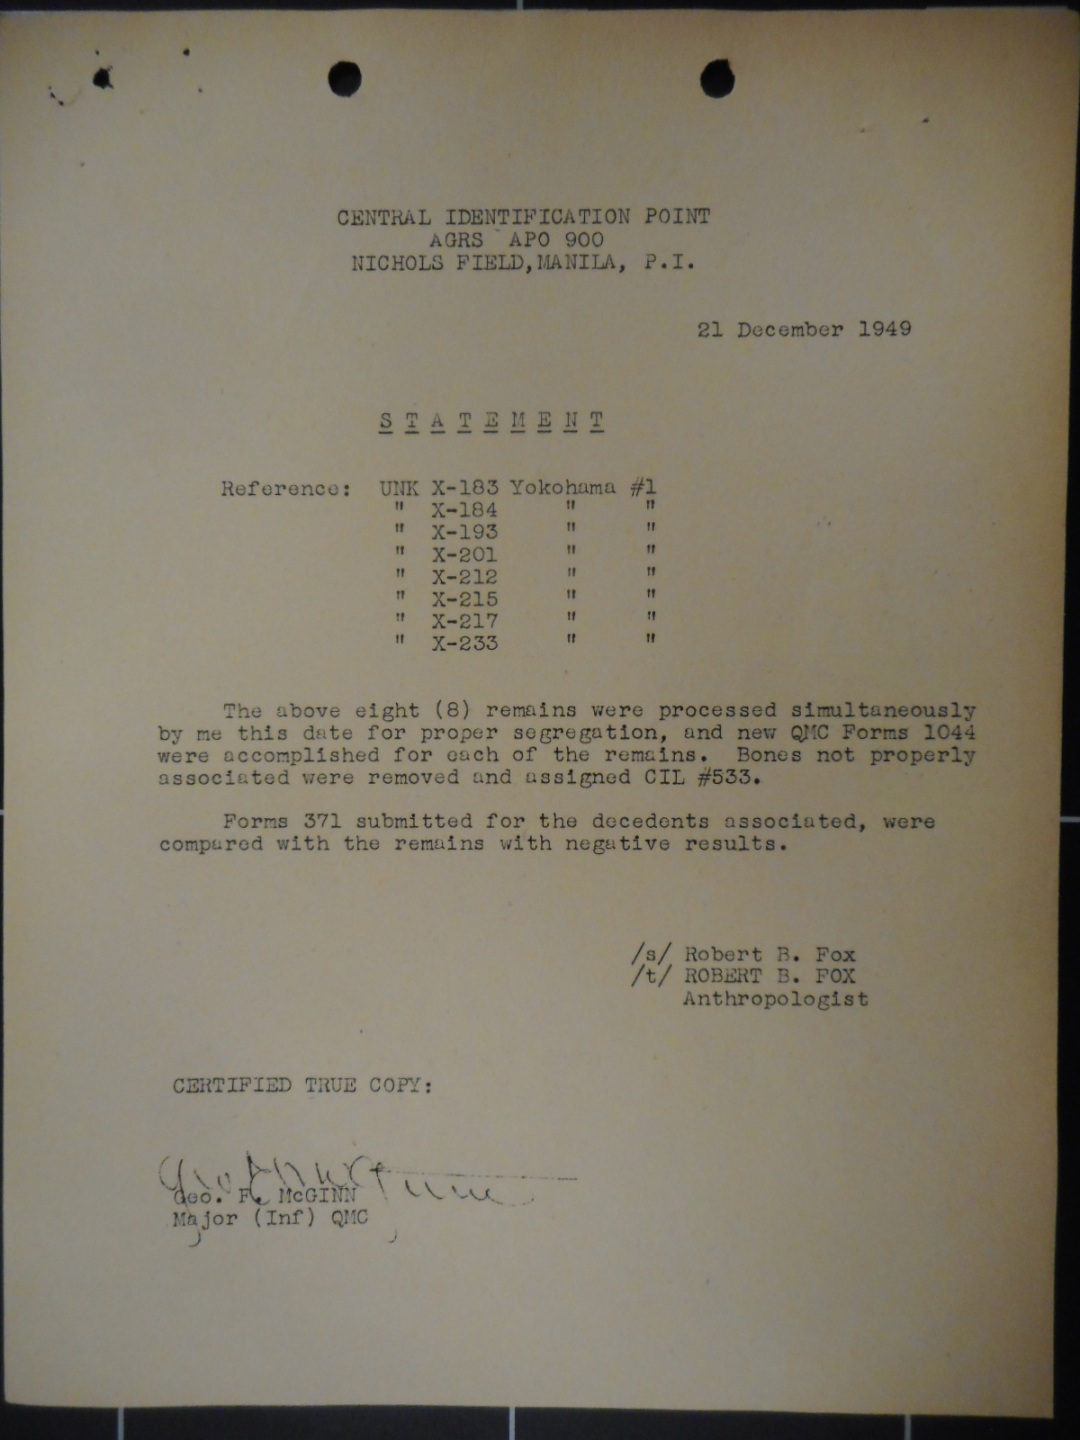 CENTRAL IDENTIFICATION POINT
AGRS APO 900
NICHOLS FIELD, MANILA, P.I.
21 December 1949
S T A T E M E N T
Reference: UNK X-183 Yokohama #1
" X-184 " "
" X-193 " "
" X-201 " "
" X-212 " "
" X-215 " "
" X-217 " "
" X-233 " "
The above eight (8) remains were processed simultaneously
by me this date for proper segregation, and new QMC Forms 1044
were accomplished for each of the remains. Bones not properly
associated were removed and assigned CIL #533.
Forms 371 submitted for the decedents associated, were
compared with the remains with negative results.
/s/ Robert B. Fox
/t/ ROBERT B. FOX
Anthropologist
CERTIFIED TRUE COPY:
Geo. F. McGINN
Major (Inf) QMC